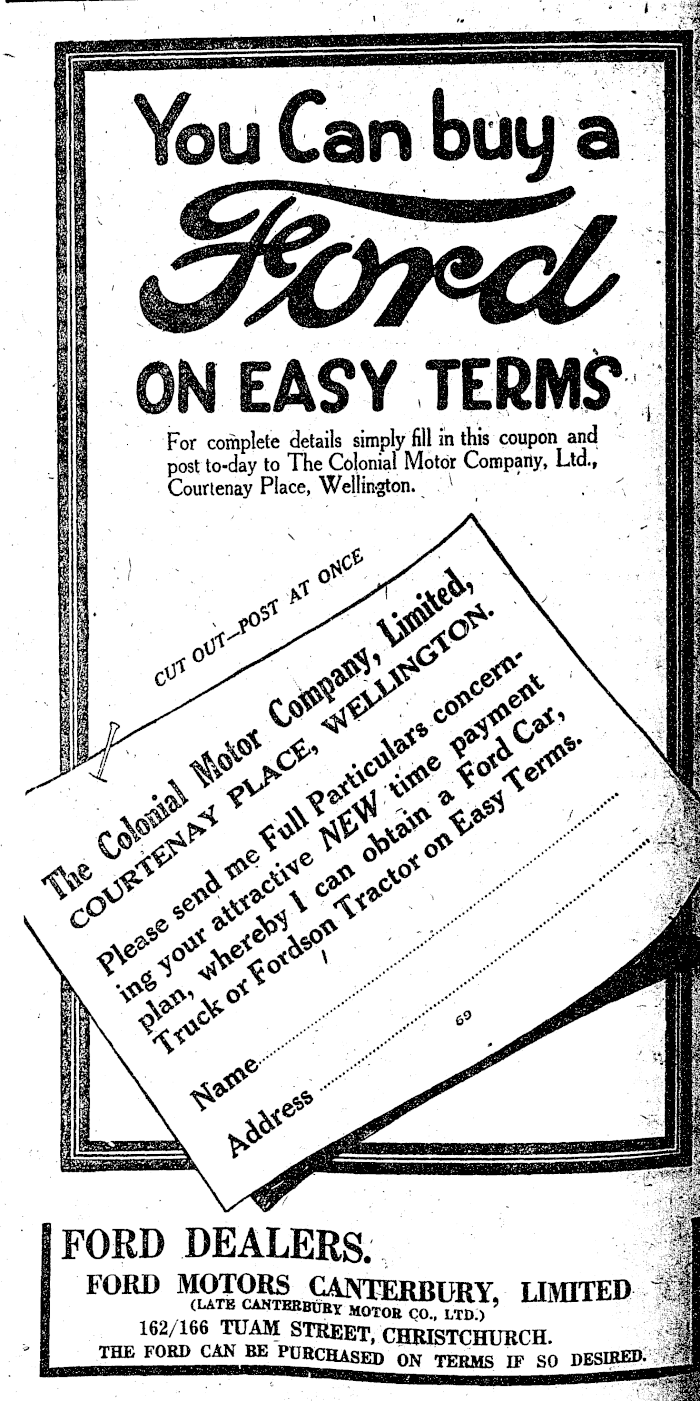 You Can buy a
Ford
ON EASY TERMS
For complete details simply fill in this coupon and
post to-day to The Colonial Motor Company, Ltd.,
Courtenay Place, Wellington.
CUT OUT—POST AT ONCE
The Colonial Motor Company, Limited,
COURTENAY PLACE, WELLINGTON.
Please send me Full Particulars concern-
ing your attractive NEW time payment
plan, whereby I can obtain a Ford Car,
Truck or Fordson Tractor on Easy Terms.
Name
Address
69
FORD DEALERS.
FORD MOTORS CANTERBURY, LIMITED
(LATE CANTERBURY MOTOR CO., LTD.)
162/166 TUAM STREET, CHRISTCHURCH.
THE FORD CAN BE PURCHASED ON TERMS IF SO DESIRED.